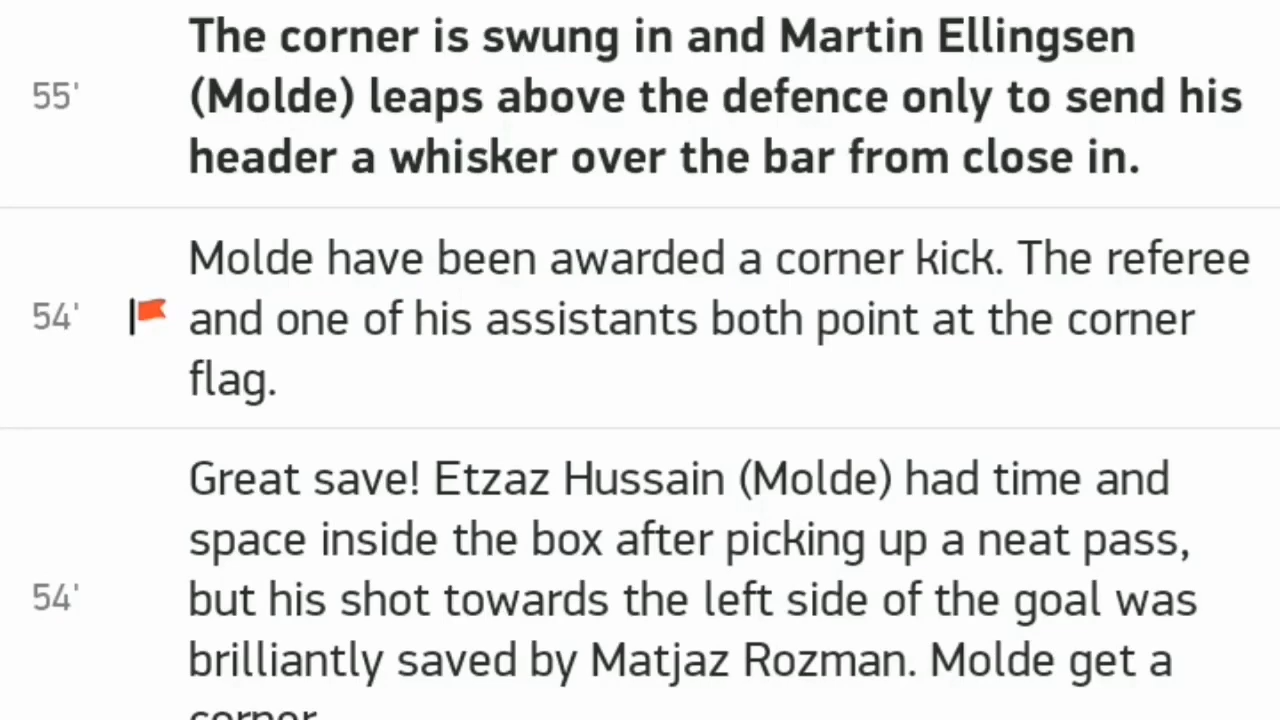 The corner is swung in and Martin Ellingsen
55' (Molde) leaps above the defence only to send his
header a whisker over the bar from close in.
Molde have been awarded a corner kick. The referee
54' and one of his assistants both point at the corner
flag.
Great save! Etzaz Hussain (Molde) had time and
space inside the box after picking up a neat pass,
54' but his shot towards the left side of the goal was
brilliantly saved by Matjaz Rozman. Molde get a
corner.